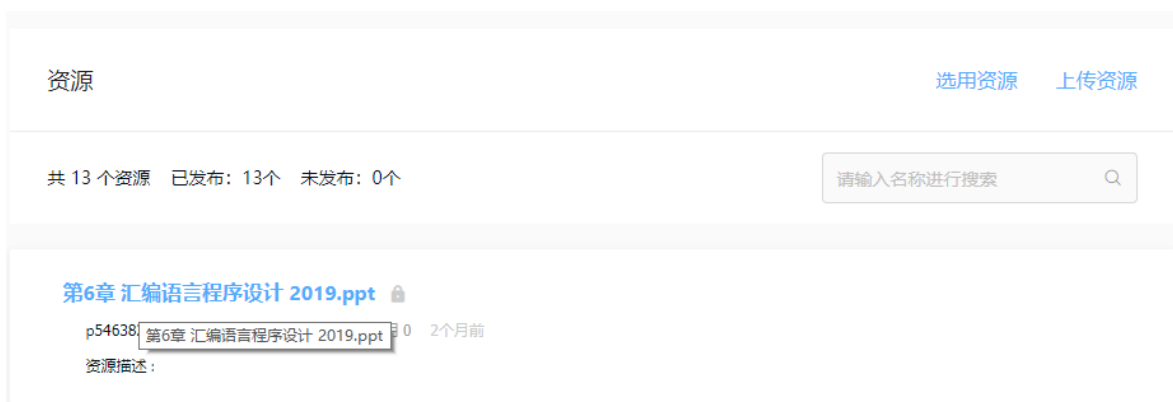 资源 选用资源 上传资源
共 13 个资源 已发布：13个 未发布：0个 请输入名称进行搜索
第6章 汇编语言程序设计 2019.ppt
p54638 0 2个月前
第6章 汇编语言程序设计 2019.ppt
资源描述：